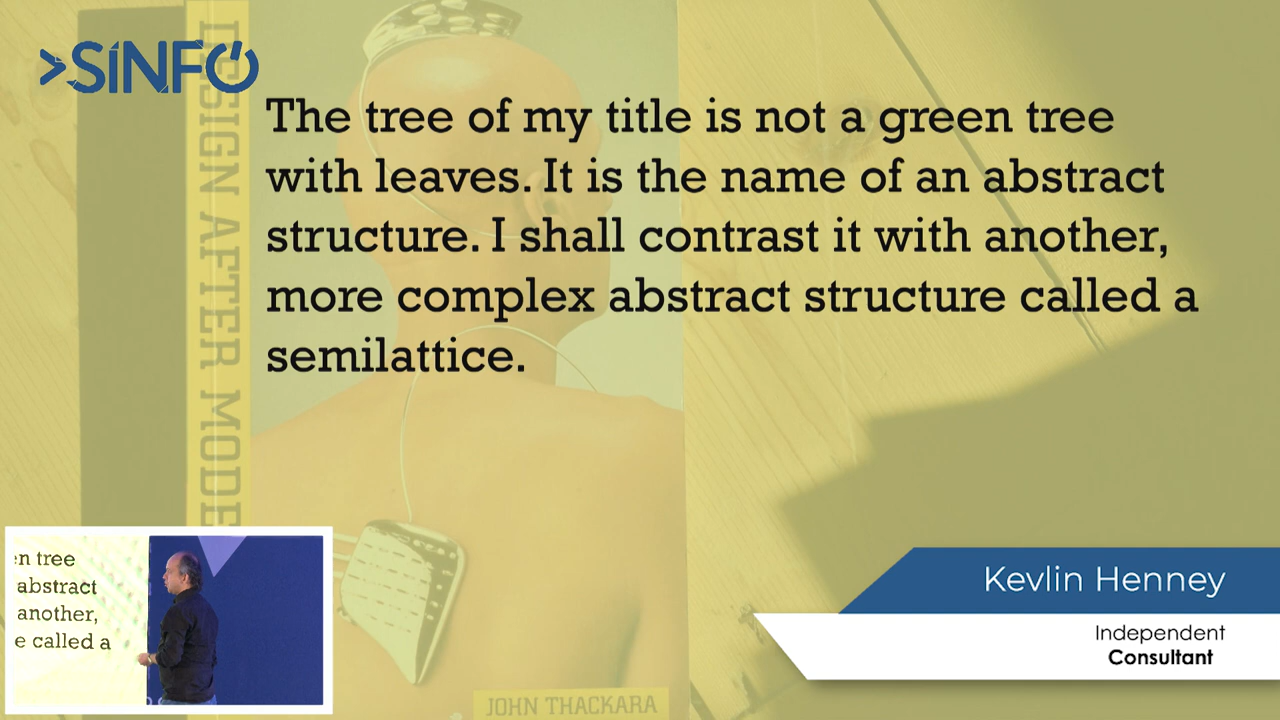 >SINFO
The tree of my title is not a green tree
with leaves. It is the name of an abstract
structure. I shall contrast it with another,
more complex abstract structure called a
semilattice.
DESIGN AFTER MODE
JOHN THACKARA
en tree
abstract
another,
e called a
Kevlin Henney
Independent
Consultant